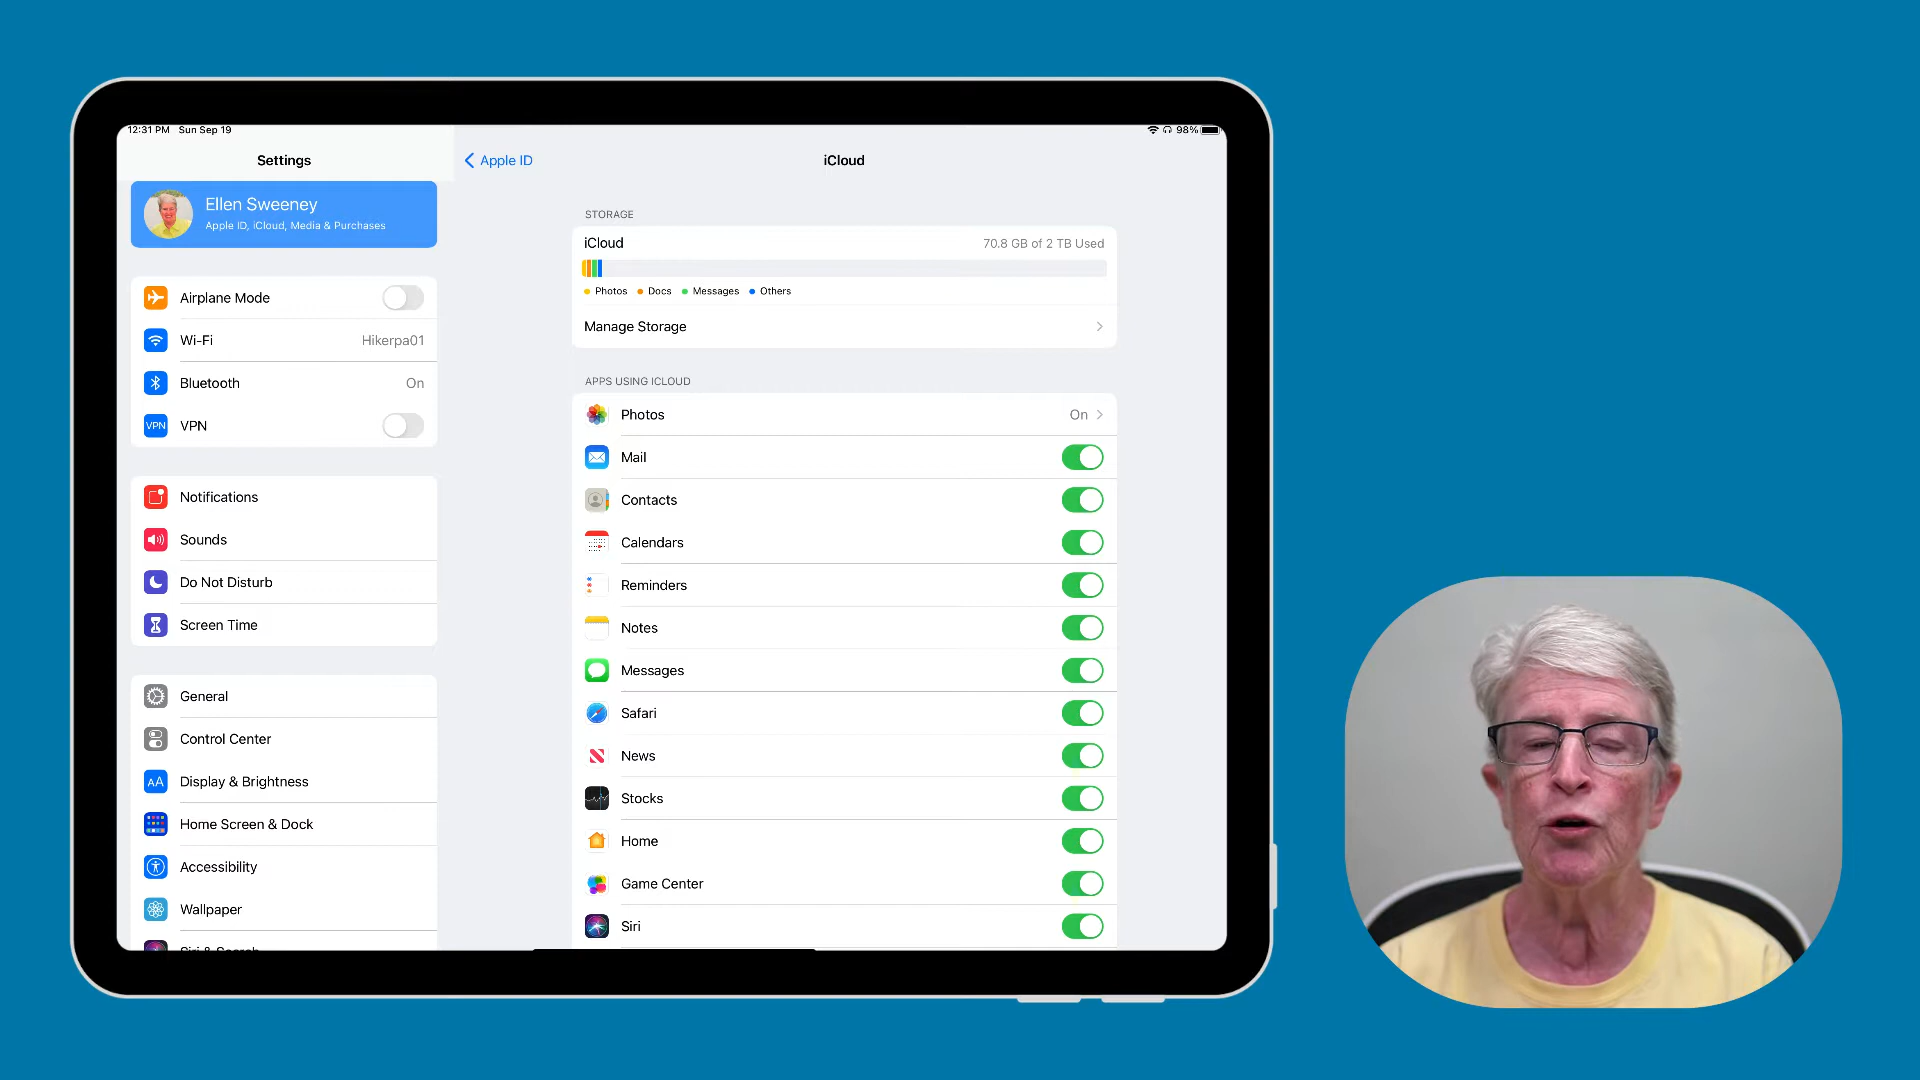 12:31 PM Sun Sep 19
98%
Settings
Apple ID
iCloud
Ellen Sweeney
Apple ID, iCloud, Media & Purchases
Airplane Mode
Wi-Fi Hikerpa01
Bluetooth On
VPN VPN
Notifications
Sounds
Do Not Disturb
Screen Time
General
Control Center
AA Display & Brightness
Home Screen & Dock
Accessibility
Wallpaper
Siri & Search
STORAGE
iCloud 70.8 GB of 2 TB Used
Photos Docs Messages Others
Manage Storage
APPS USING ICLOUD
Photos On
Mail
Contacts
Calendars
Reminders
Notes
Messages
Safari
News
Stocks
Home
Game Center
Siri